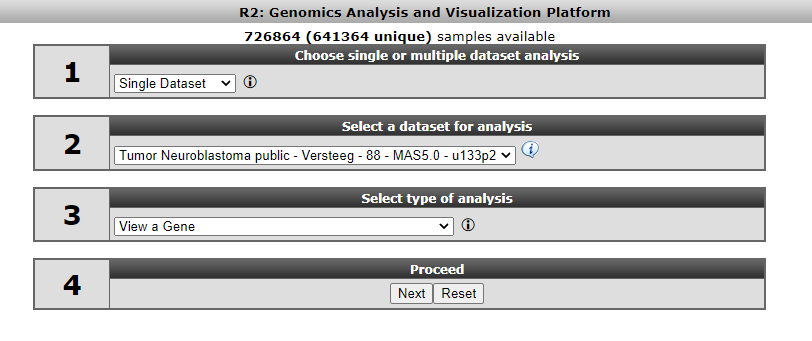 R2: Genomics Analysis and Visualization Platform
726864 (641364 unique) samples available
1
Choose single or multiple dataset analysis
Single Dataset
2
Select a dataset for analysis
Tumor Neuroblastoma public - Versteeg - 88 - MAS5.0 - u133p2
3
Select type of analysis
View a Gene
4
Proceed
Next Reset